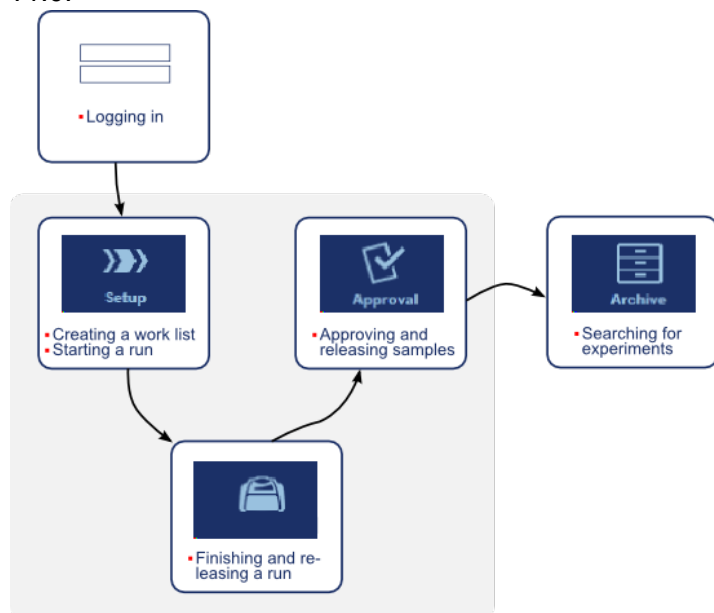 Logging in
Setup
Creating a work list
Starting a run
Approval
Approving and
releasing samples
Archive
Searching for
experiments
Finishing and re-
leasing a run